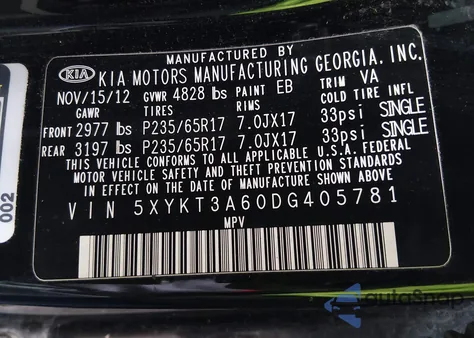 MANUFACTURED BY
KIA KIA MOTORS MANUFACTURING GEORGIA, INC.
NOV/15/12 GVWR 4828 lbs PAINT EB TRIM VA
GAWR TIRES RIMS COLD TIRE INFL
FRONT 2977 lbs P235/65R17 7.0JX17 33psi SINGLE
REAR 3197 lbs P235/65R17 7.0JX17 33psi SINGLE
THIS VEHICLE CONFORMS TO ALL APPLICABLE U.S.A. FEDERAL
MOTOR VEHICLE SAFETY AND THEFT PREVENTION STANDARDS
IN EFFECT ON THE DATE OF MANUFACTURE SHOWN ABOVE.
VIN 5XYKT3A60DG405781
MPV
002
autoSnap